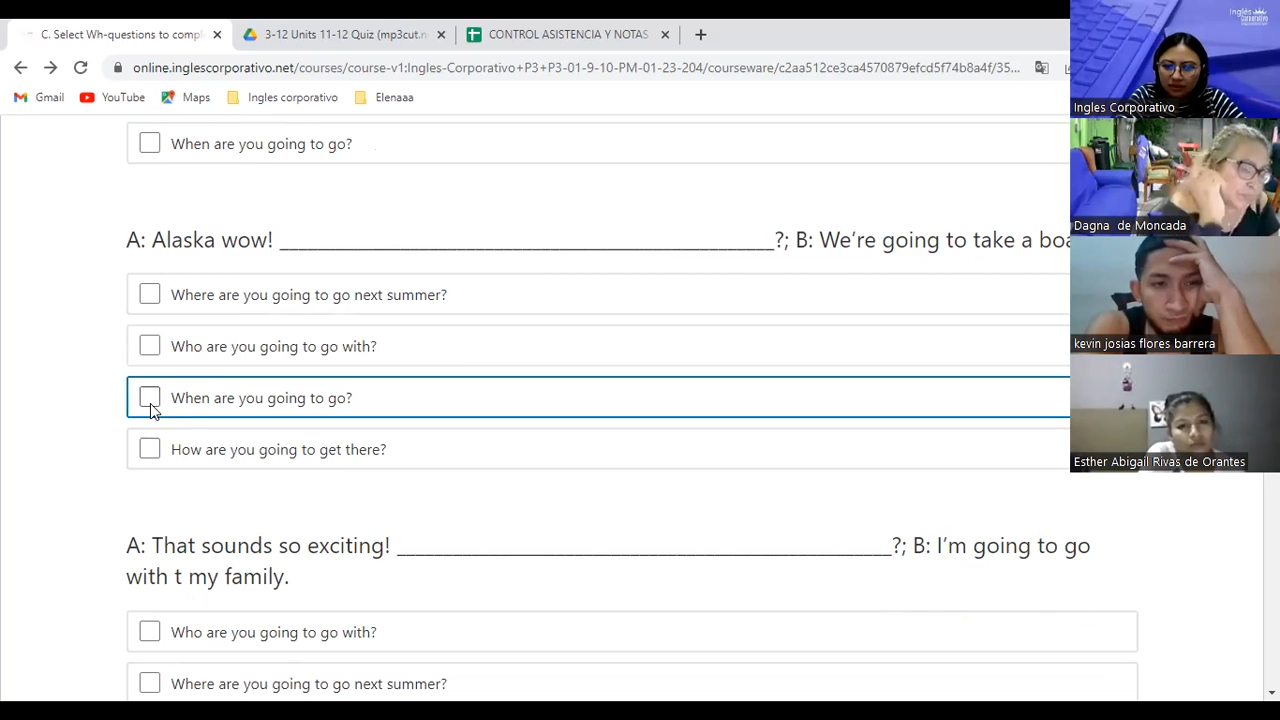 C. Select Wh-questions to compl
3-12 Units 11-12 Quiz (mp3cut.n
CONTROL ASISTENCIA Y NOTAS
online.inglescorporativo.net/courses/course-v1:Ingles-Corporativo+P3+P3-01-9-10-PM-01-23-204/courseware/c2aa512ce3ca4570879efcd5f74b8a4f/35...
Gmail
YouTube
Maps
Ingles corporativo
Elenaaa
When are you going to go?
A: Alaska wow! ______________________________________________?; B: We're going to take a boa
Where are you going to go next summer?
Who are you going to go with?
When are you going to go?
How are you going to get there?
A: That sounds so exciting! ______________________________________________?; B: I'm going to go
with t my family.
Who are you going to go with?
Where are you going to go next summer?
Inglés
Corporativo
Ingles Corporativo
Dagna de Moncada
kevin josias flores barrera
Esther Abigail Rivas de Orantes